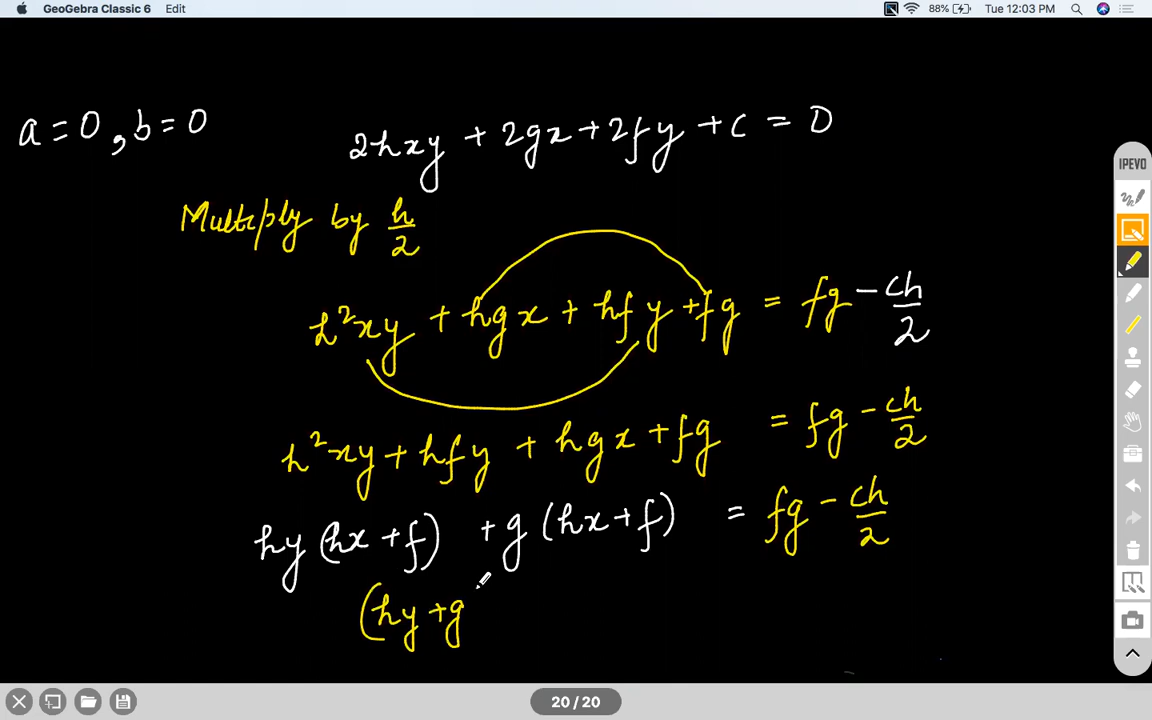 GeoGebra Classic 6 Edit 88% Tue 12:03 PM
a = 0 , b = 0 2hxy + 2gx + 2fy + c = 0
IPEVO
Multiply by h/2
h²xy + hgx + hfy + fg = fg - ch/2
h²xy + hfy + hgx + fg = fg - ch/2
hy (hx + f) + g (hx + f) = fg - ch/2
(hy + g
20 / 20